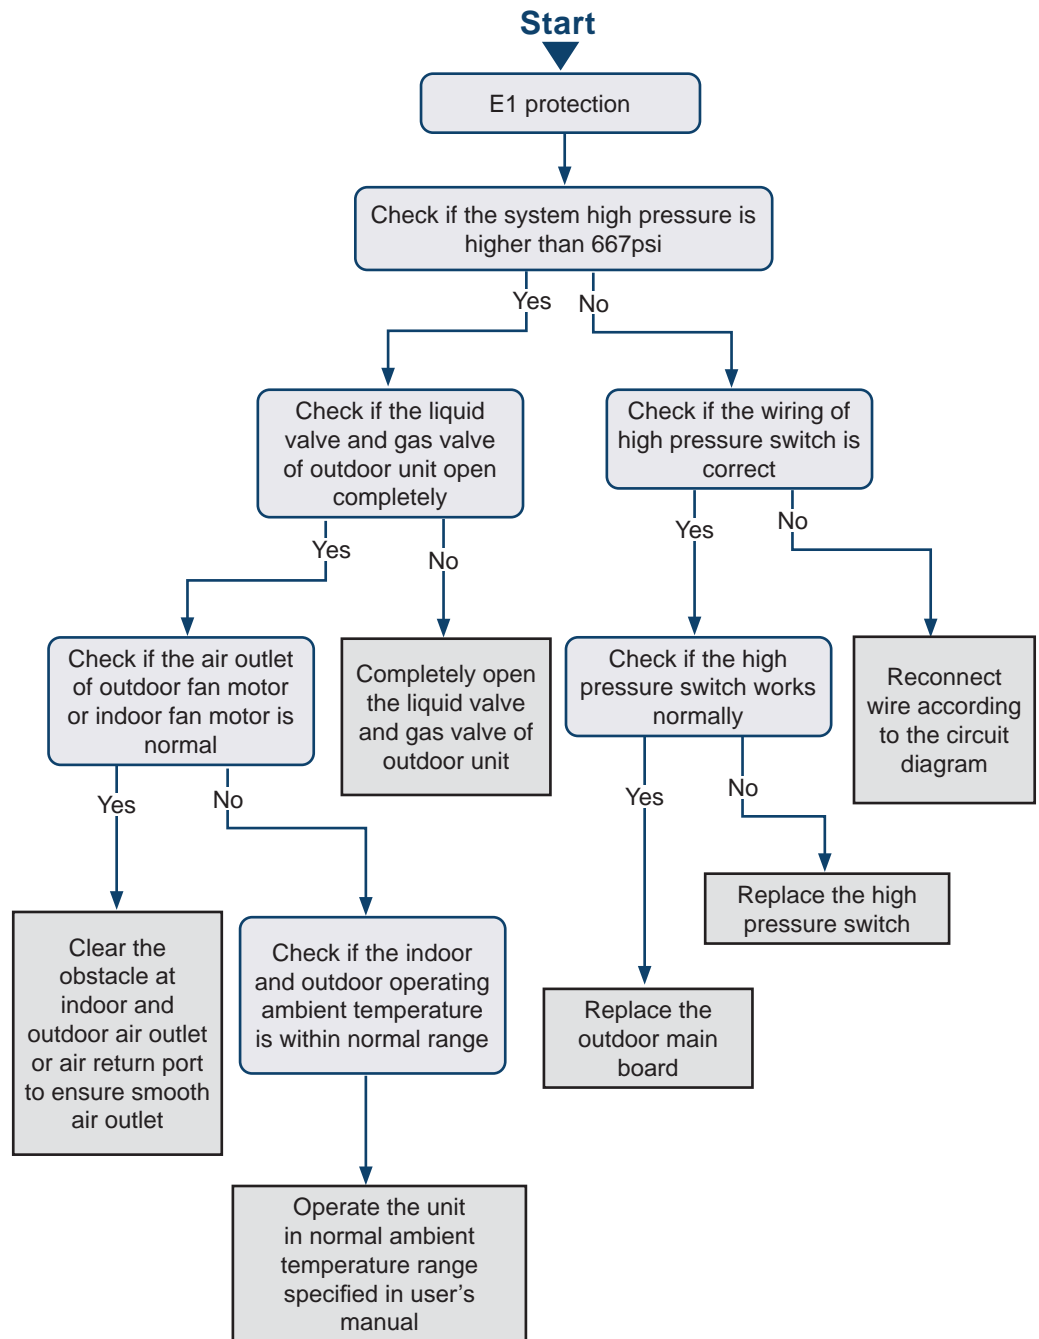 Start
E1 protection
Check if the system high pressure is
higher than 667psi
Yes
No
Check if the liquid
valve and gas valve
of outdoor unit open
completely
Check if the wiring of
high pressure switch is
correct
Yes
No
Yes
No
Check if the air outlet
of outdoor fan motor
or indoor fan motor is
normal
Completely open
the liquid valve
and gas valve of
outdoor unit
Check if the high
pressure switch works
normally
Reconnect
wire according
to the circuit
diagram
Yes
No
Yes
No
Clear the
obstacle at
indoor and
outdoor air outlet
or air return port
to ensure smooth
air outlet
Check if the indoor
and outdoor operating
ambient temperature
is within normal range
Replace the
outdoor main
board
Replace the high
pressure switch
Operate the unit
in normal ambient
temperature range
specified in user’s
manual